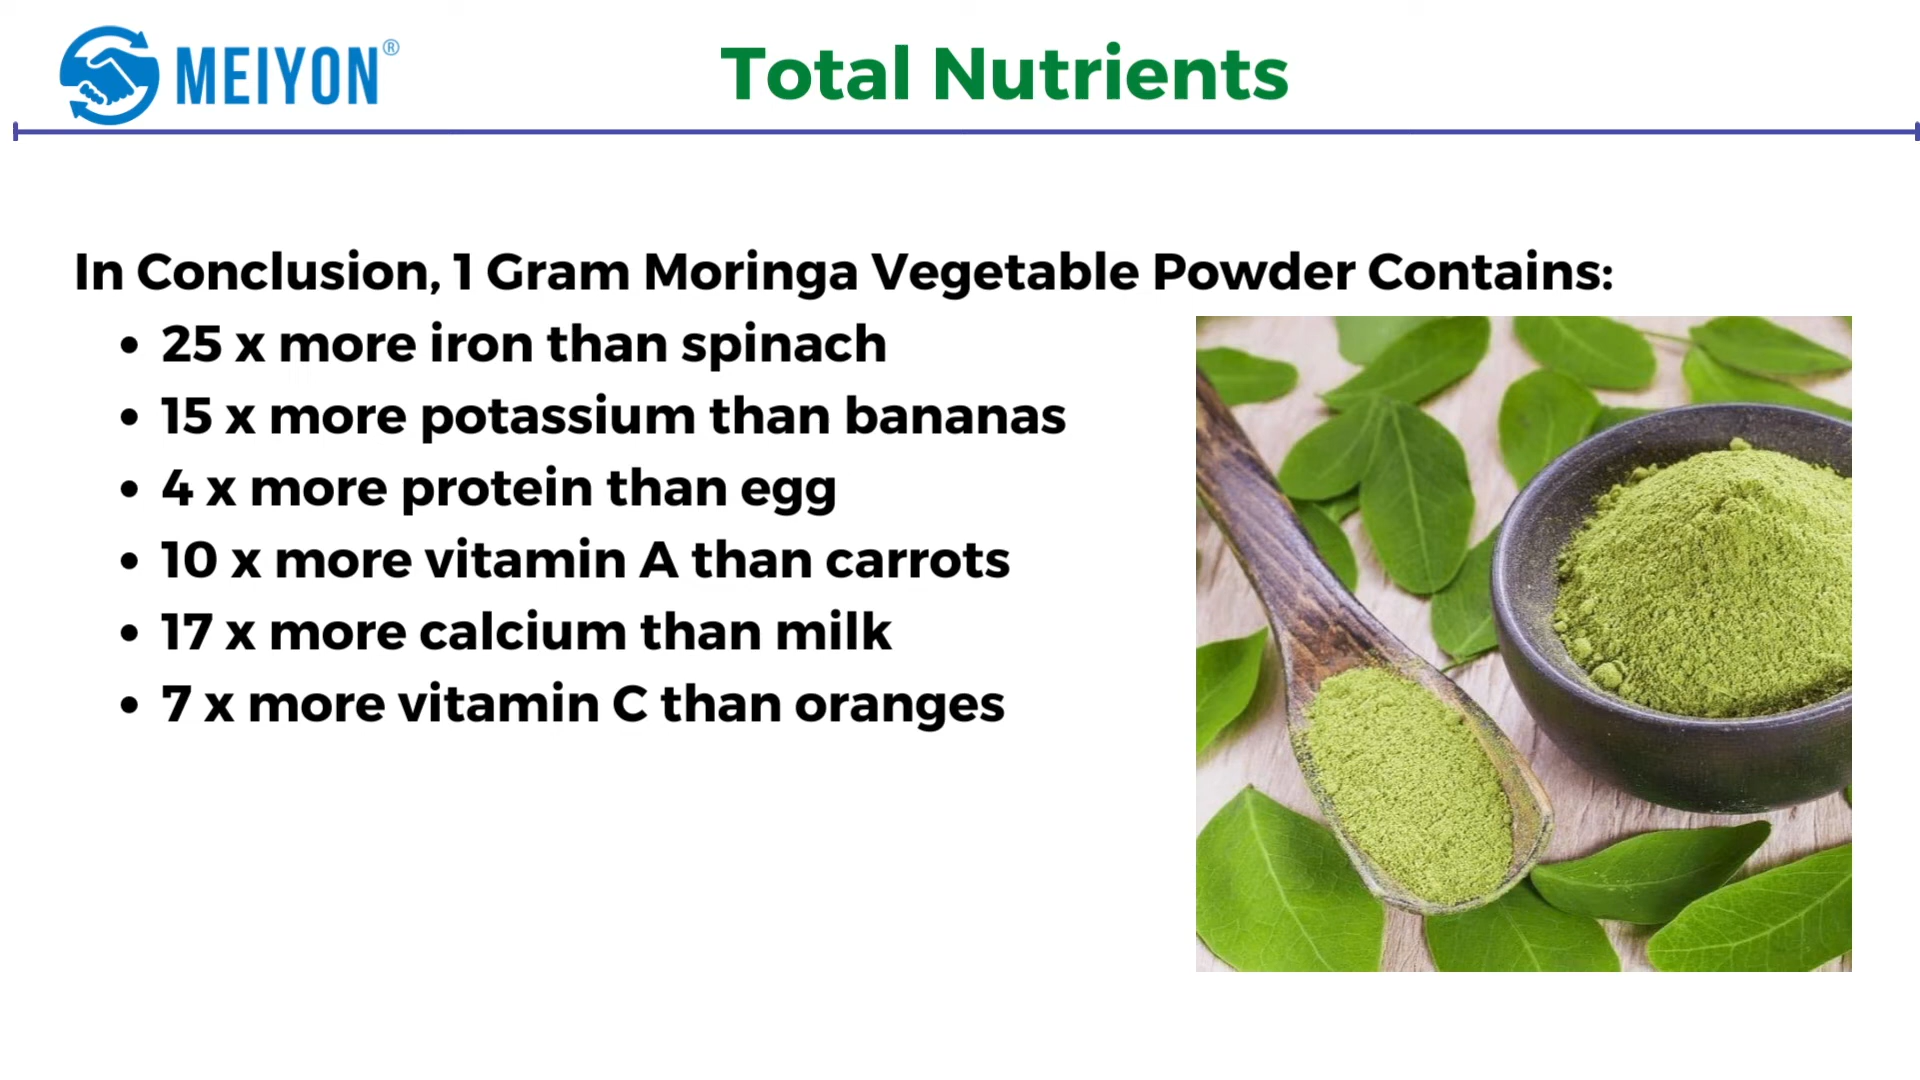 MEIYON®
Total Nutrients
In Conclusion, 1 Gram Moringa Vegetable Powder Contains:
• 25 x more iron than spinach
• 15 x more potassium than bananas
• 4 x more protein than egg
• 10 x more vitamin A than carrots
• 17 x more calcium than milk
• 7 x more vitamin C than oranges